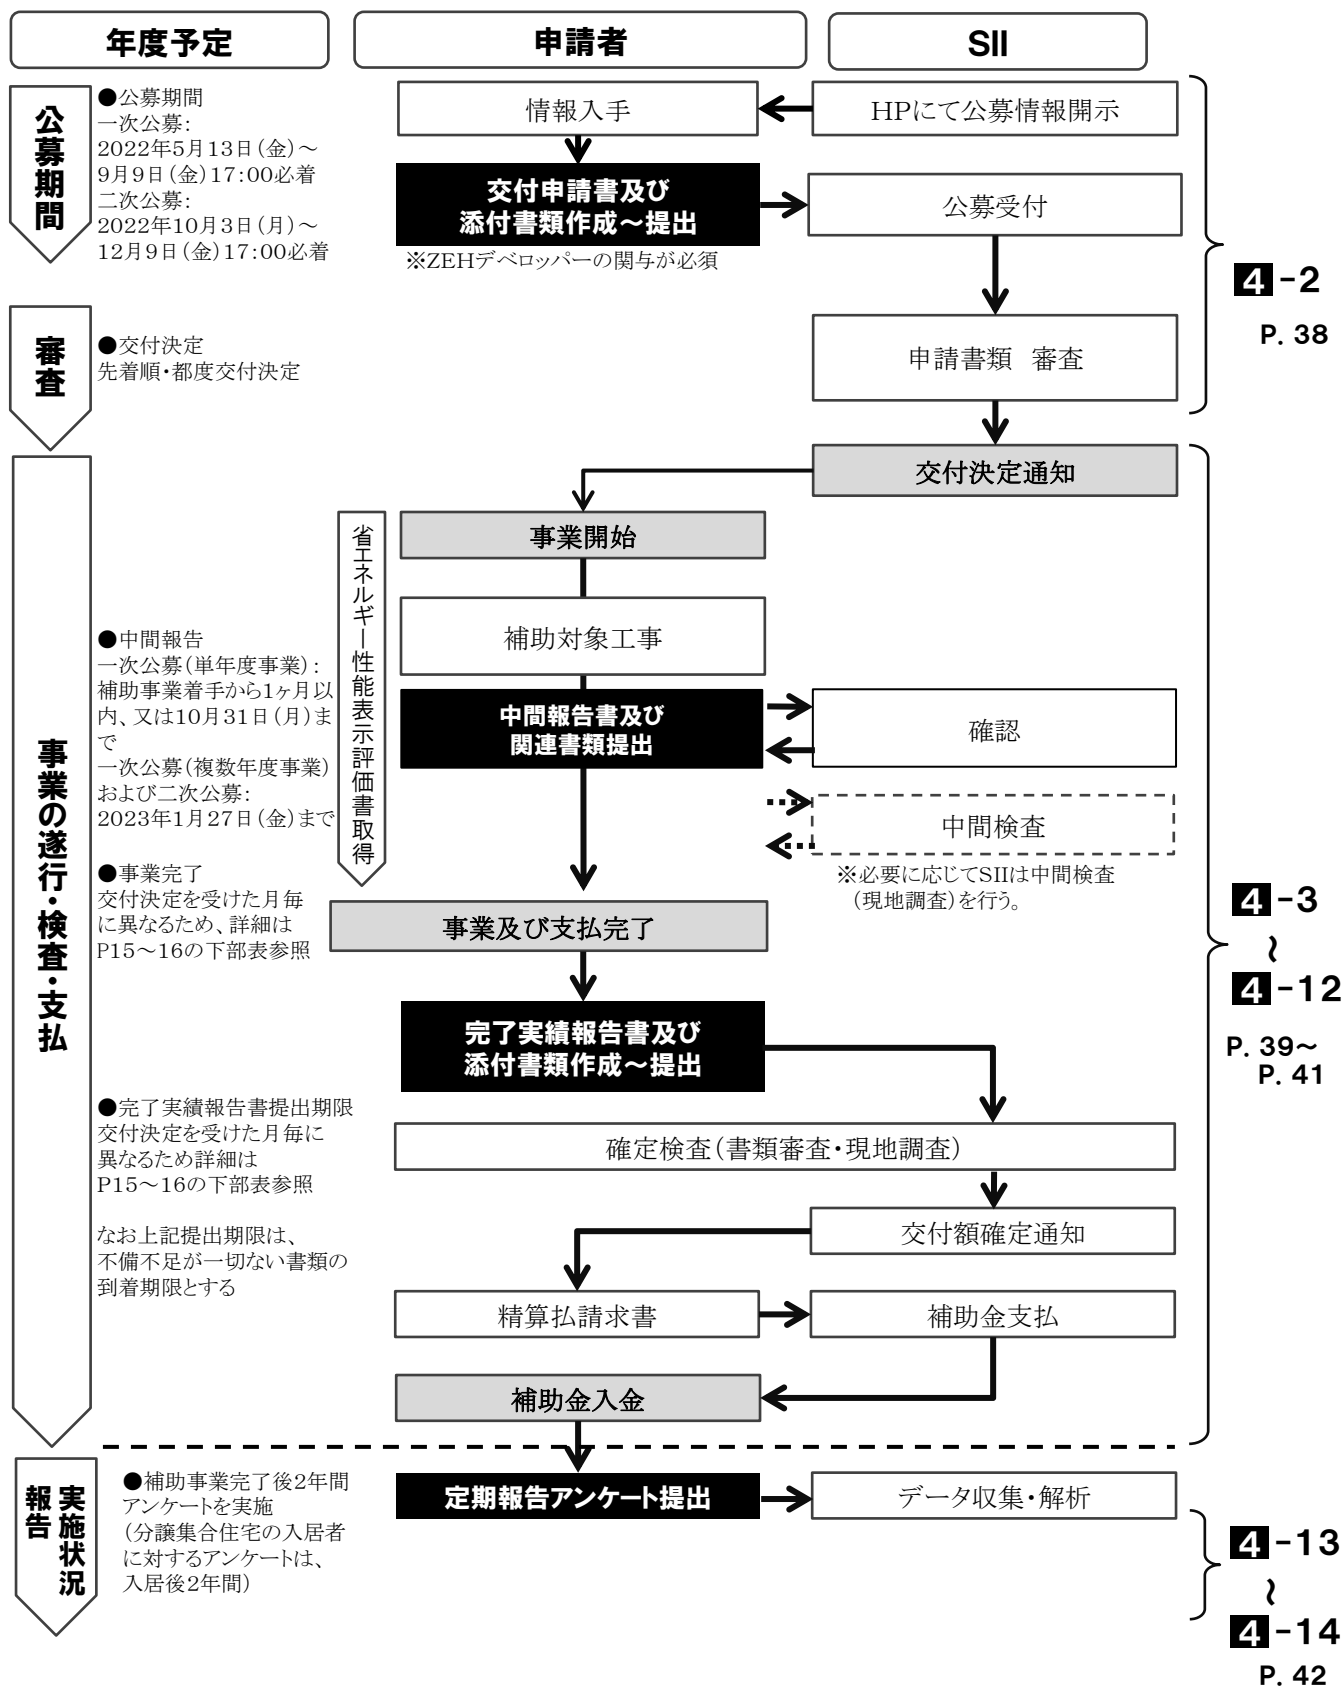 年度予定
申請者
SII
公募期間
●公募期間
一次公募：
2022年5月13日（金）～
9月9日（金）17:00必着
二次公募：
2022年10月3日（月）～
12月9日（金）17:00必着
情報入手
HPにて公募情報開示
交付申請書及び
添付書類作成～提出
※ZEHデベロッパーの関与が必須
公募受付
4-2
P. 38
審査
●交付決定
先着順・都度交付決定
申請書類　審査
交付決定通知
事業の遂行・検査・支払
省エネルギー性能表示評価書取得
事業開始
補助対象工事
●中間報告
一次公募（単年度事業）：
補助事業着手から1ヶ月以
内、又は10月31日（月）ま
で
一次公募（複数年度事業）
および二次公募：
2023年1月27日（金）まで
中間報告書及び
関連書類提出
確認
中間検査
※必要に応じてSIIは中間検査
（現地調査）を行う。
●事業完了
交付決定を受けた月毎
に異なるため、詳細は
P15～16の下部表参照
事業及び支払完了
4-3
～
4-12
P. 39～
P. 41
完了実績報告書及び
添付書類作成～提出
●完了実績報告書提出期限
交付決定を受けた月毎に
異なるため詳細は
P15～16の下部表参照
なお上記提出期限は、
不備不足が一切ない書類の
到着期限とする
確定検査（書類審査・現地調査）
交付額確定通知
精算払請求書
補助金支払
補助金入金
実施状況
報告
●補助事業完了後2年間
アンケートを実施
（分譲集合住宅の入居者
に対するアンケートは、
入居後2年間）
定期報告アンケート提出
データ収集・解析
4-13
～
4-14
P. 42